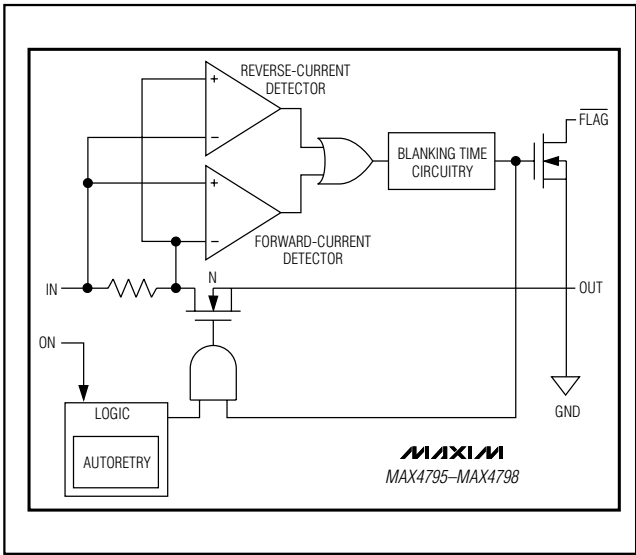 REVERSE-CURRENT
DETECTOR
+
−
FLAG
BLANKING TIME
CIRCUITRY
+
−
FORWARD-CURRENT
DETECTOR
IN
N
OUT
ON
LOGIC
AUTORETRY
GND
MAXIM
MAX4795–MAX4798